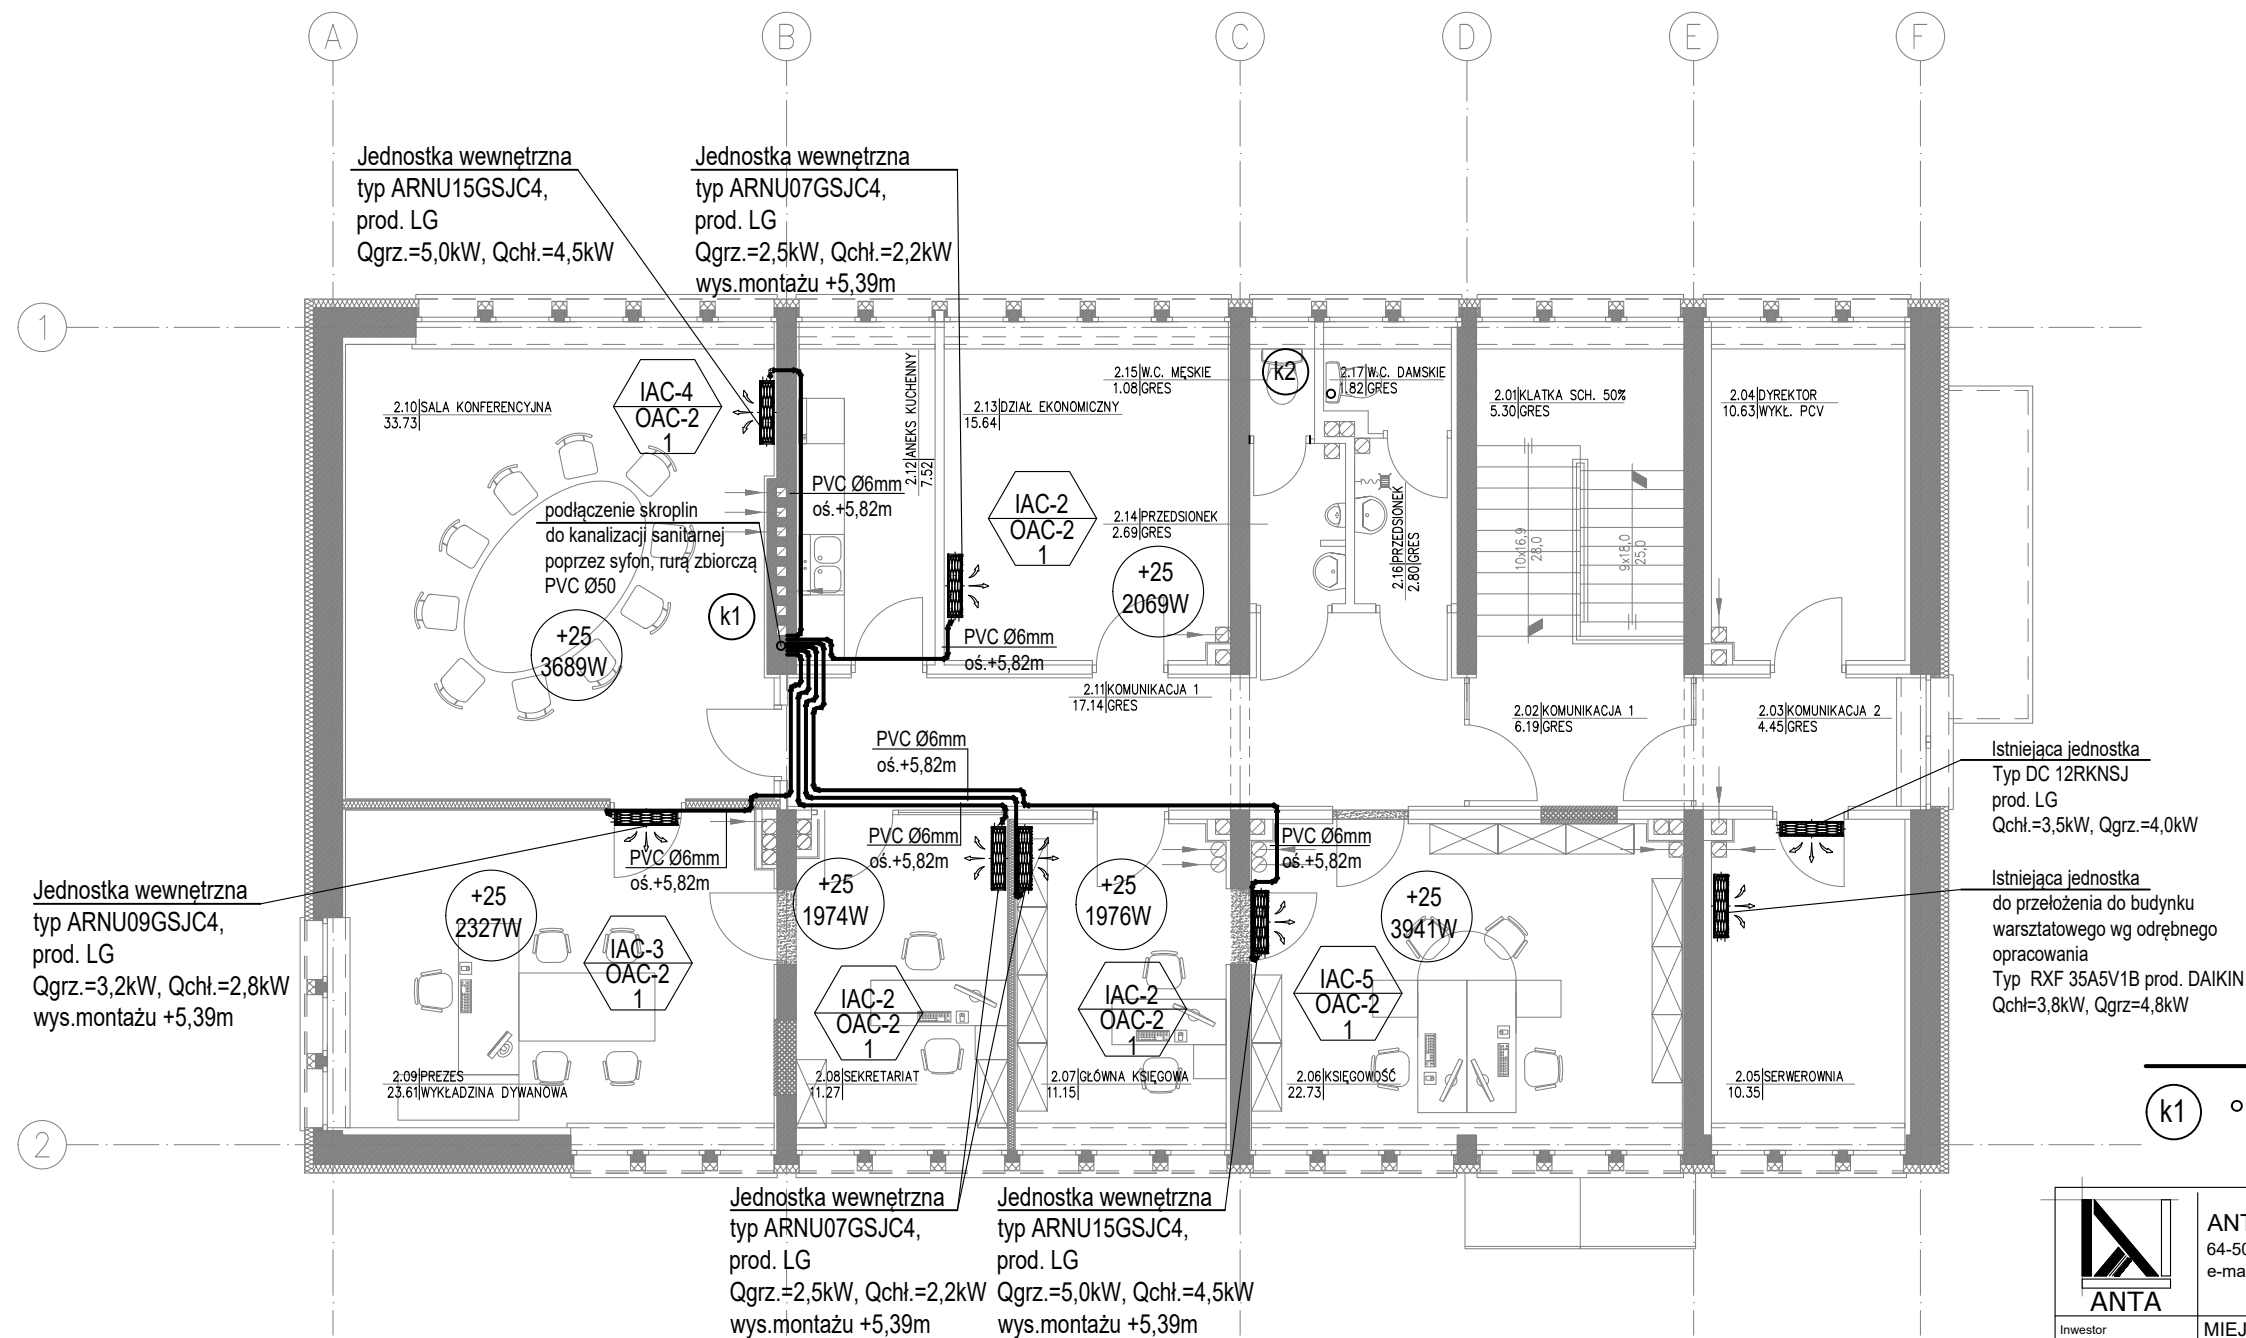 A
B
C
D
E
F
1
2
Jednostka wewnętrzna
typ ARNU15GSJC4,
prod. LG
Qgrz.=5,0kW, Qchł.=4,5kW
Jednostka wewnętrzna
typ ARNU07GSJC4,
prod. LG
Qgrz.=2,5kW, Qchł.=2,2kW
wys.montażu +5,39m
IAC-4
OAC-2
1
2.10 SALA KONFERENCYJNA
33.73
2.12 ANEKS KUCHENNY
7.52
2.13 DZIAŁ EKONOMICZNY
15.64
2.15 W.C. MĘSKIE
1.08 GRES
k2
2.17 W.C. DAMSKIE
1.82 GRES
2.01 KLATKA SCH. 50%
5.30 GRES
2.04 DYREKTOR
10.63 WYKŁ. PCV
PVC Ø6mm
oś.+5,82m
podłączenie skroplin
do kanalizacji sanitarnej
poprzez syfon, rurą zbiorczą
PVC Ø50
k1
IAC-2
OAC-2
1
2.14 PRZEDSIONEK
2.69 GRES
2.16 PRZEDSIONEK
2.80 GRES
10x16,9
28,0
9x18,0
25,0
+25
2069W
+25
3689W
PVC Ø6mm
oś.+5,82m
2.11 KOMUNIKACJA 1
17.14 GRES
2.02 KOMUNIKACJA 1
6.19 GRES
2.03 KOMUNIKACJA 2
4.45 GRES
PVC Ø6mm
oś.+5,82m
Istniejąca jednostka
Typ DC 12RKNSJ
prod. LG
Qchł.=3,5kW, Qgrz.=4,0kW
PVC Ø6mm
oś.+5,82m
PVC Ø6mm
oś.+5,82m
PVC Ø6mm
oś.+5,82m
Istniejąca jednostka
do przełożenia do budynku
warsztatowego wg odrębnego
opracowania
Typ RXF 35A5V1B prod. DAIKIN
Qchł=3,8kW, Qgrz=4,8kW
Jednostka wewnętrzna
typ ARNU09GSJC4,
prod. LG
Qgrz.=3,2kW, Qchł.=2,8kW
wys.montażu +5,39m
+25
2327W
+25
1974W
+25
1976W
+25
3941W
IAC-3
OAC-2
1
IAC-2
OAC-2
1
IAC-2
OAC-2
1
IAC-5
OAC-2
1
2.09 PREZES
23.61 WYKŁADZINA DYWANOWA
2.08 SEKRETARIAT
11.27
2.07 GŁÓWNA KSIĘGOWA
11.15
2.06 KSIĘGOWOŚĆ
22.73
2.05 SERWEROWNIA
10.35
k1
Jednostka wewnętrzna
typ ARNU07GSJC4,
prod. LG
Qgrz.=2,5kW, Qchł.=2,2kW
wys.montażu +5,39m
Jednostka wewnętrzna
typ ARNU15GSJC4,
prod. LG
Qgrz.=5,0kW, Qchł.=4,5kW
wys.montażu +5,39m
ANTA
64-50
e-ma
Inwestor
MIEJ